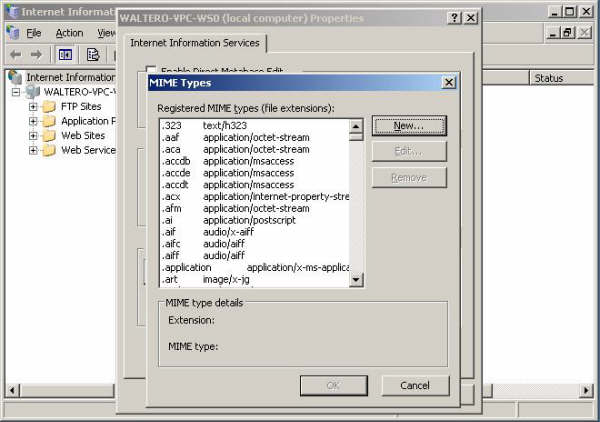 Internet Informa
WALTERO-VPC-WS0 (local computer) Properties
File Action View
Internet Information Services
Internet Information
WALTERO-VPC-
FTP Sites
Application P
Web Sites
Web Service
Status
Enable Direct Metabase Edit
MIME Types
Registered MIME types (file extensions):
.323 text/h323
.aaf application/octet-stream
.aca application/octet-stream
.accdb application/msaccess
.accde application/msaccess
.accdt application/msaccess
.acx application/internet-property-stre
.afm application/octet-stream
.ai application/postscript
.aif audio/x-aiff
.aifc audio/aiff
.aiff audio/aiff
.application application/x-ms-applica
.art image/x-jg
New...
Edit...
Remove
MIME type details
Extension:
MIME type:
OK
Cancel